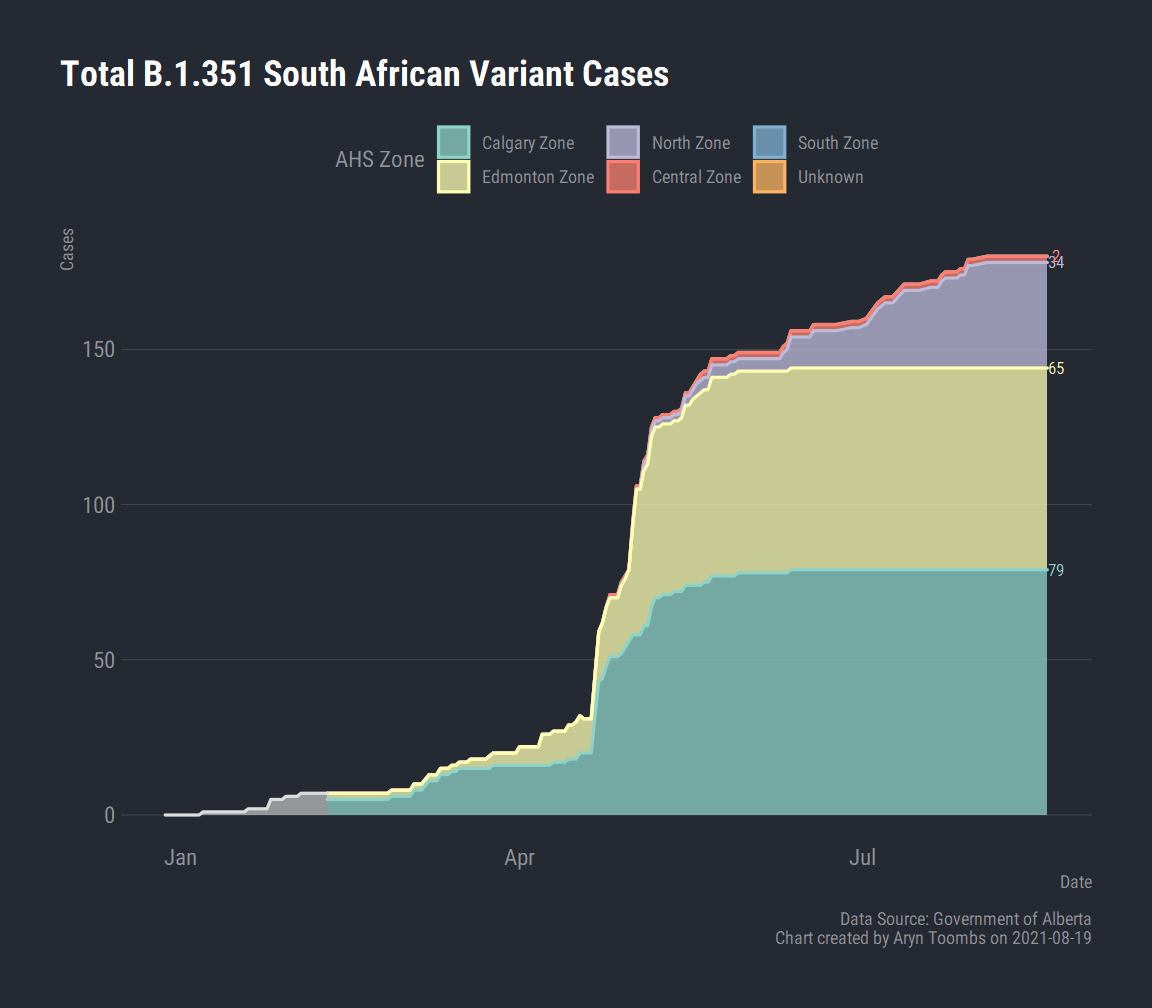 Total B.1.351 South African Variant Cases
AHS Zone
Calgary Zone
North Zone
South Zone
Edmonton Zone
Central Zone
Unknown
Cases
2
34
150
65
100
79
50
0
Jan
Apr
Jul
Date
Data Source: Government of Alberta
Chart created by Aryn Toombs on 2021-08-19